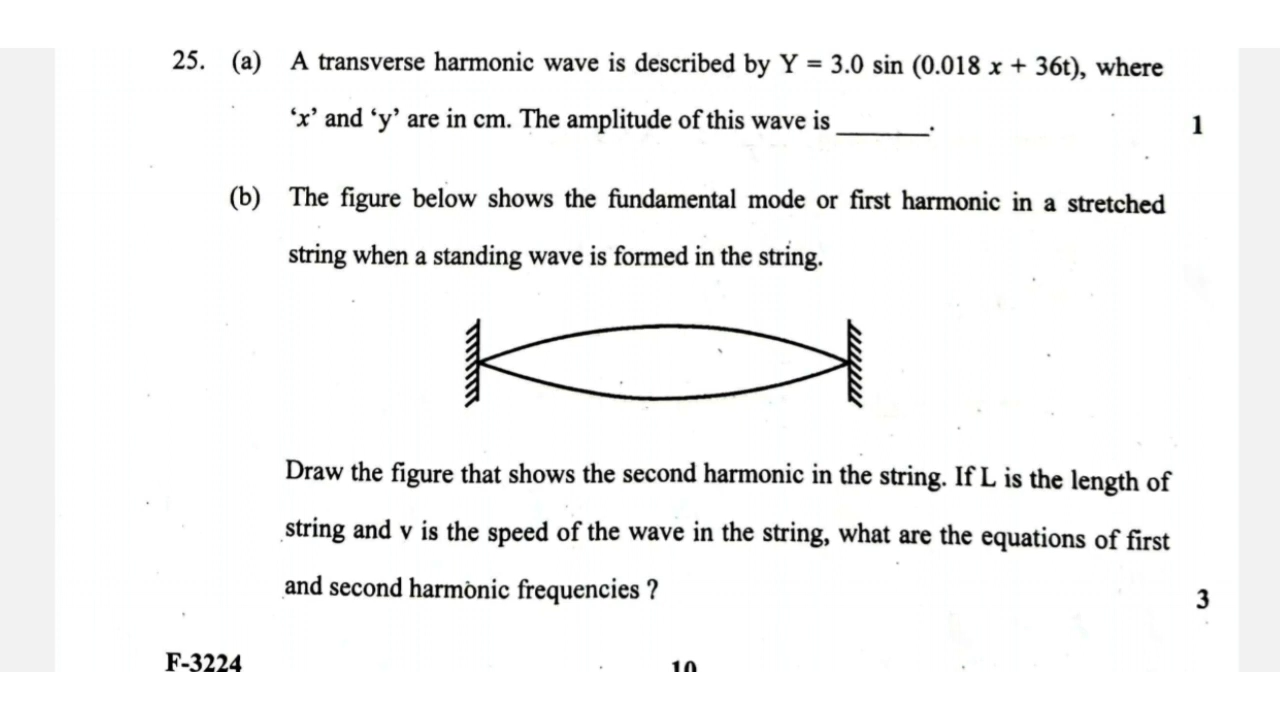 25. (a) A transverse harmonic wave is described by Y = 3.0 sin (0.018 x + 36t), where
‘x’ and ‘y’ are in cm. The amplitude of this wave is ______. 1
(b) The figure below shows the fundamental mode or first harmonic in a stretched
string when a standing wave is formed in the string.
Draw the figure that shows the second harmonic in the string. If L is the length of
string and v is the speed of the wave in the string, what are the equations of first
and second harmonic frequencies ? 3
F-3224 10